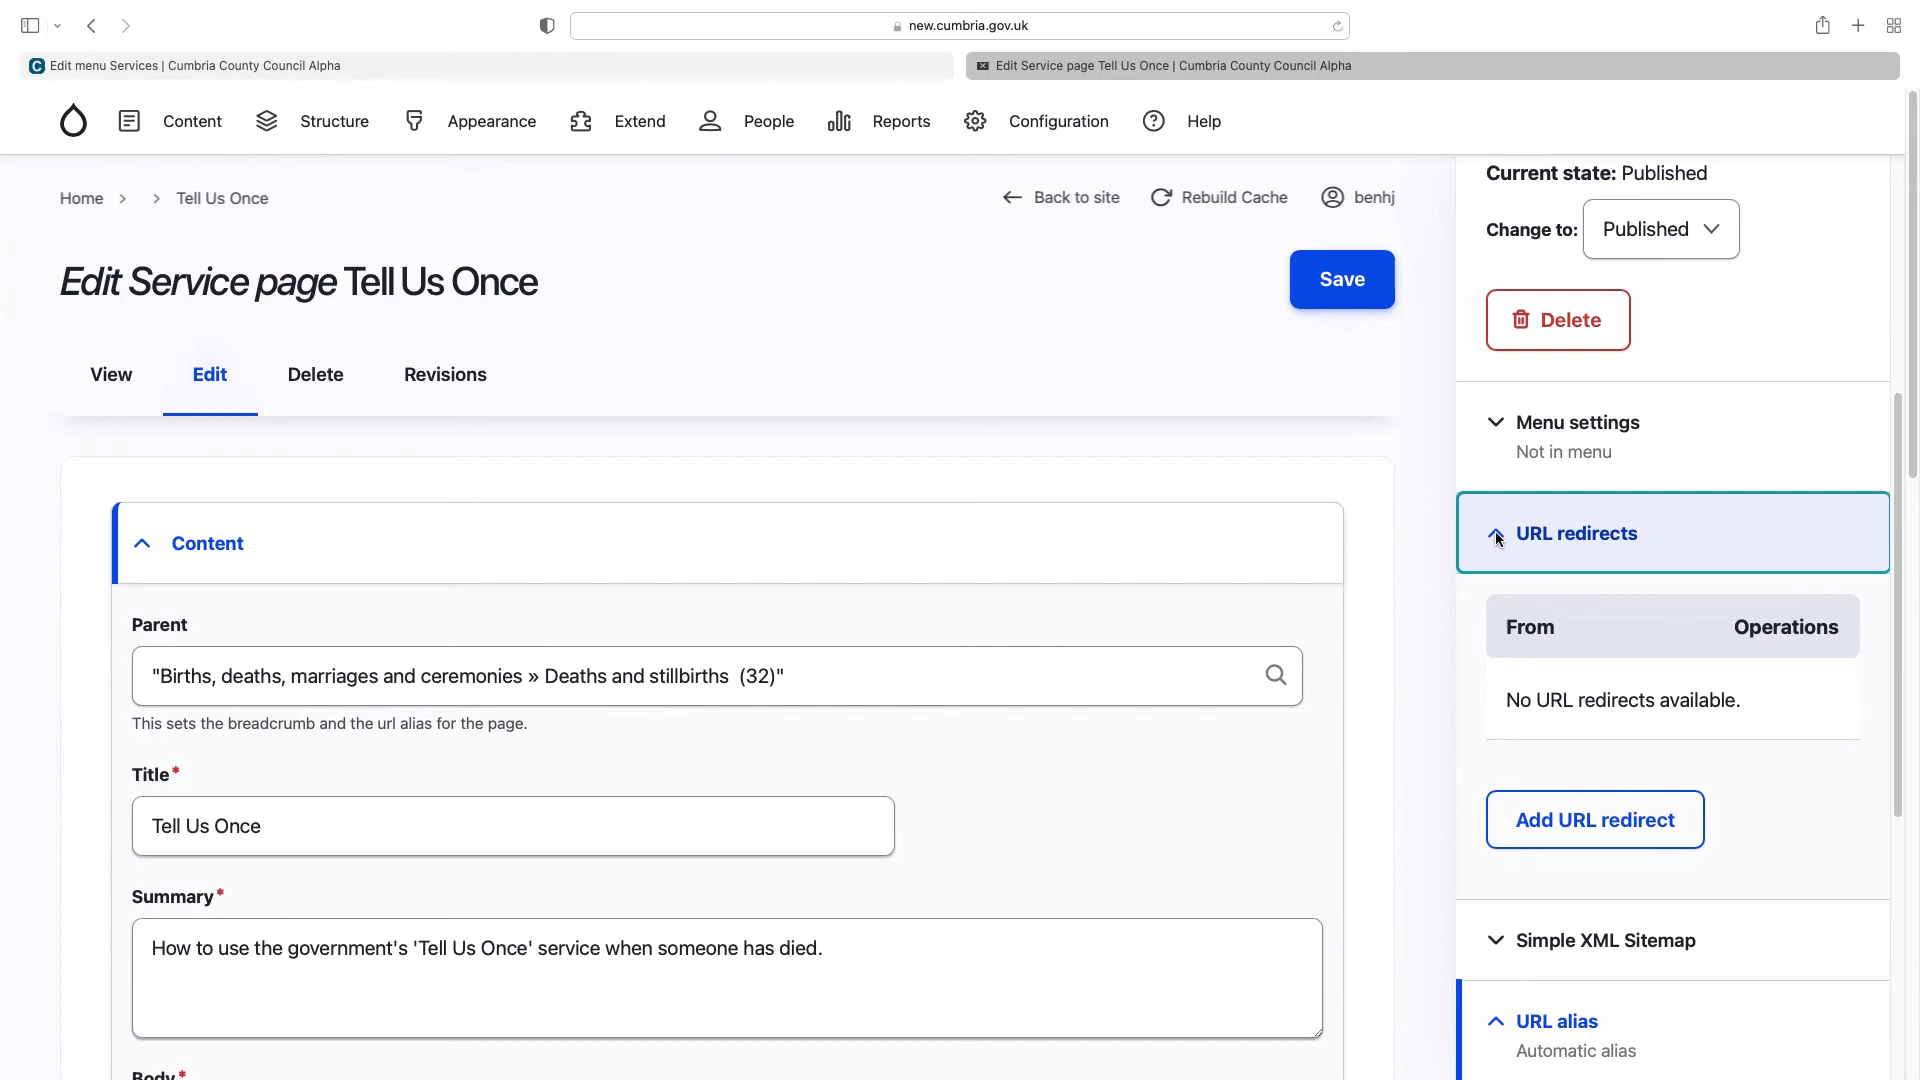 new.cumbria.gov.uk
Edit menu Services | Cumbria County Council Alpha
Edit Service page Tell Us Once | Cumbria County Council Alpha
Content
Structure
Appearance
Extend
People
Reports
Configuration
Help
Home > > Tell Us Once
Back to site
Rebuild Cache
benhj
Edit Service page Tell Us Once
Save
View
Edit
Delete
Revisions
Content
Parent
"Births, deaths, marriages and ceremonies » Deaths and stillbirths (32)"
This sets the breadcrumb and the url alias for the page.
Title*
Tell Us Once
Summary*
How to use the government's 'Tell Us Once' service when someone has died.
Body*
Current state: Published
Change to: Published
Delete
Menu settings
Not in menu
URL redirects
From Operations
No URL redirects available.
Add URL redirect
Simple XML Sitemap
URL alias
Automatic alias